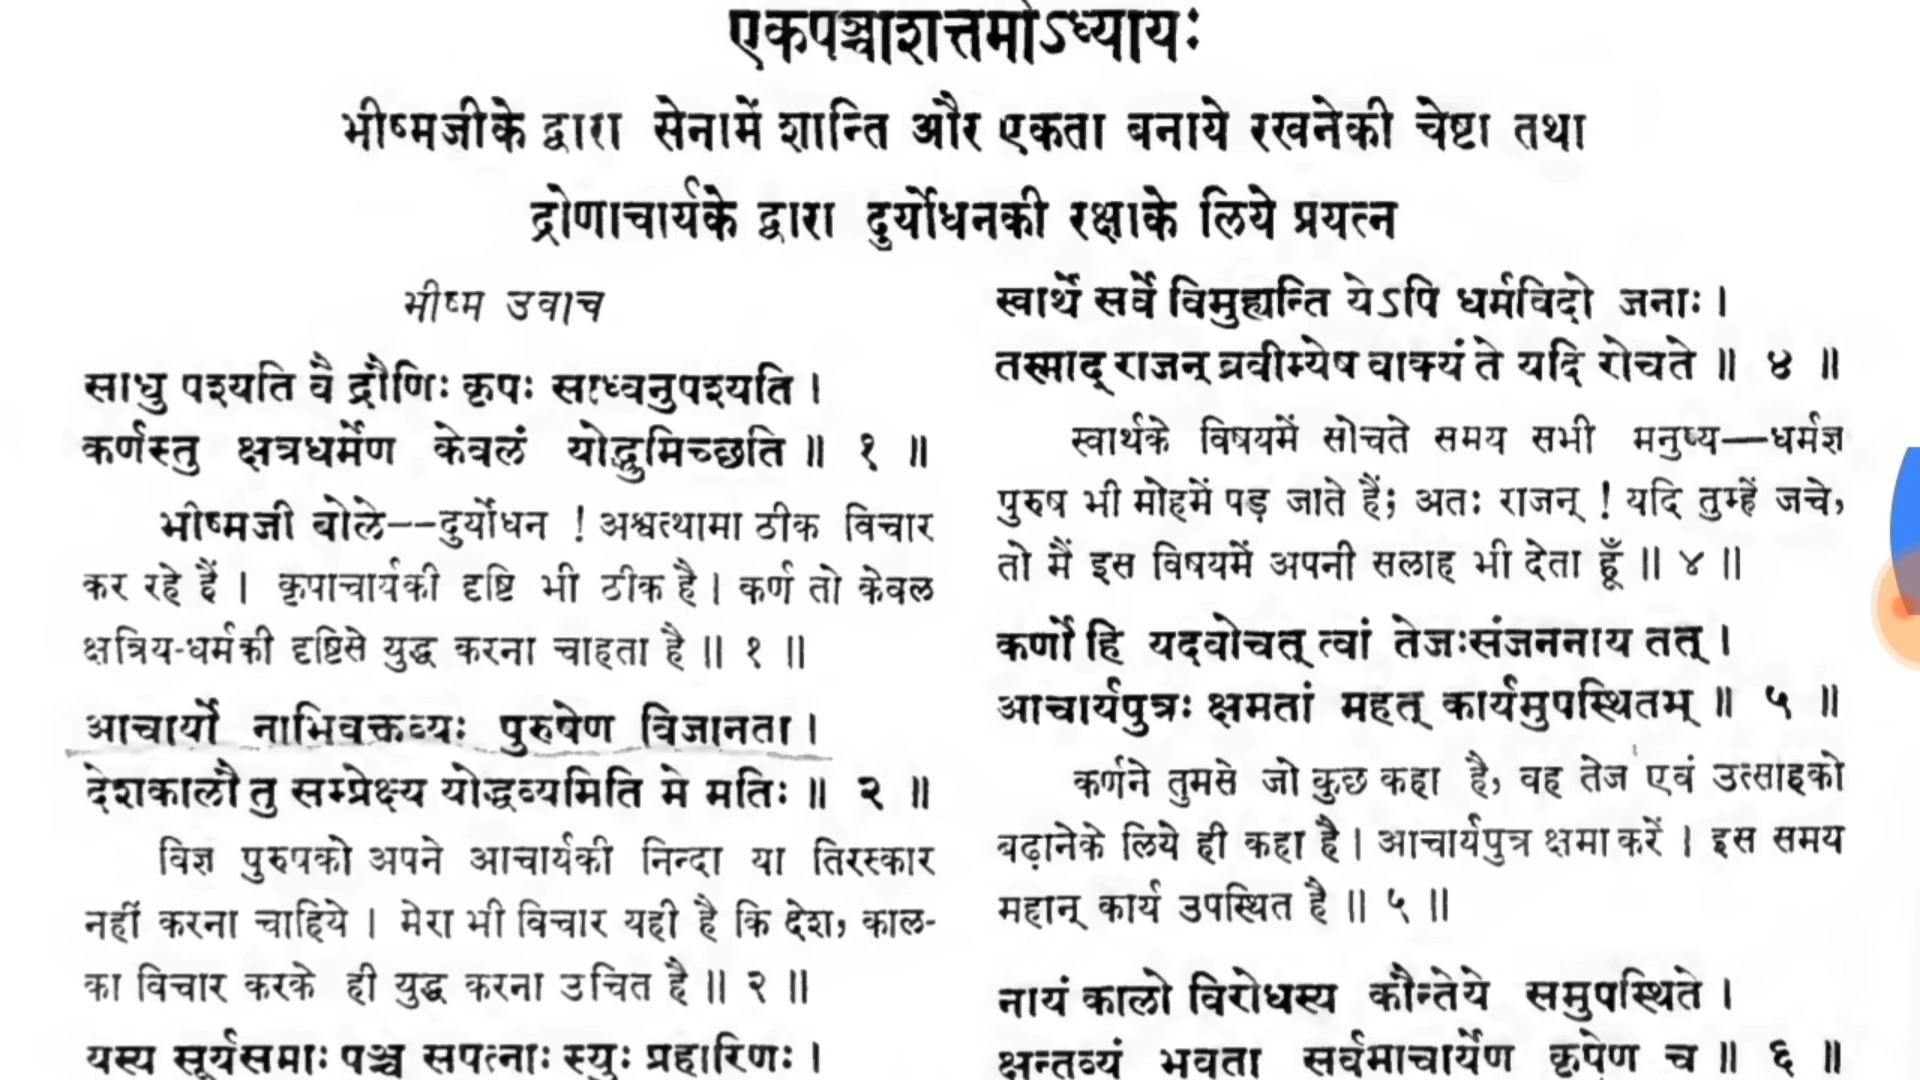 एकपञ्चाशत्तमोऽध्यायः
भीष्मजीके द्वारा सेनामें शान्ति और एकता बनाये रखनेकी चेष्टा तथा
द्रोणाचार्यके द्वारा दुर्योधनकी रक्षाके लिये प्रयत्न
भीष्म उवाच
साधु पश्यति वै द्रौणिः कृपः साध्वनुपश्यति ।
कर्णस्तु क्षत्रधर्मेण केवलं योद्धुमिच्छति ॥ १ ॥
भीष्मजी बोले--दुर्योधन ! अश्वत्थामा ठीक विचार
कर रहे हैं । कृपाचार्यकी दृष्टि भी ठीक है । कर्ण तो केवल
क्षत्रिय-धर्मकी दृष्टिसे युद्ध करना चाहता है ॥ १ ॥
आचार्यो नाभिवक्तव्यः पुरुषेण विजानता ।
देशकालौ तु सम्प्रेक्ष्य योद्धव्यमिति मे मतिः ॥ २ ॥
विज्ञ पुरुषको अपने आचार्यकी निन्दा या तिरस्कार
नहीं करना चाहिये । मेरा भी विचार यही है कि देश, काल-
का विचार करके ही युद्ध करना उचित है ॥ २ ॥
यस्य सूर्यसमाः पञ्च सपत्नाः स्युः प्रहारिणः ।
स्वार्थे सर्वे विमुह्यन्ति येऽपि धर्मविदो जनाः ।
तस्माद् राजन् ब्रवीम्येष वाक्यं ते यदि रोचते ॥ ४ ॥
स्वार्थके विषयमें सोचते समय सभी मनुष्य—धर्मज्ञ
पुरुष भी मोहमें पड़ जाते हैं; अतः राजन् ! यदि तुम्हें जचे,
तो मैं इस विषयमें अपनी सलाह भी देता हूँ ॥ ४ ॥
कर्णो हि यदवोचत् त्वां तेजःसंजननाय तत् ।
आचार्यपुत्रः क्षमतां महत् कार्यमुपस्थितम् ॥ ५ ॥
कर्णने तुमसे जो कुछ कहा है, वह तेज एवं उत्साहको
बढ़ानेके लिये ही कहा है । आचार्यपुत्र क्षमा करें । इस समय
महान् कार्य उपस्थित है ॥ ५ ॥
नायं कालो विरोधस्य कौन्तेये समुपस्थिते ।
क्षन्तव्यं भवता सर्वमाचार्येण कृपेण च ॥ ६ ॥